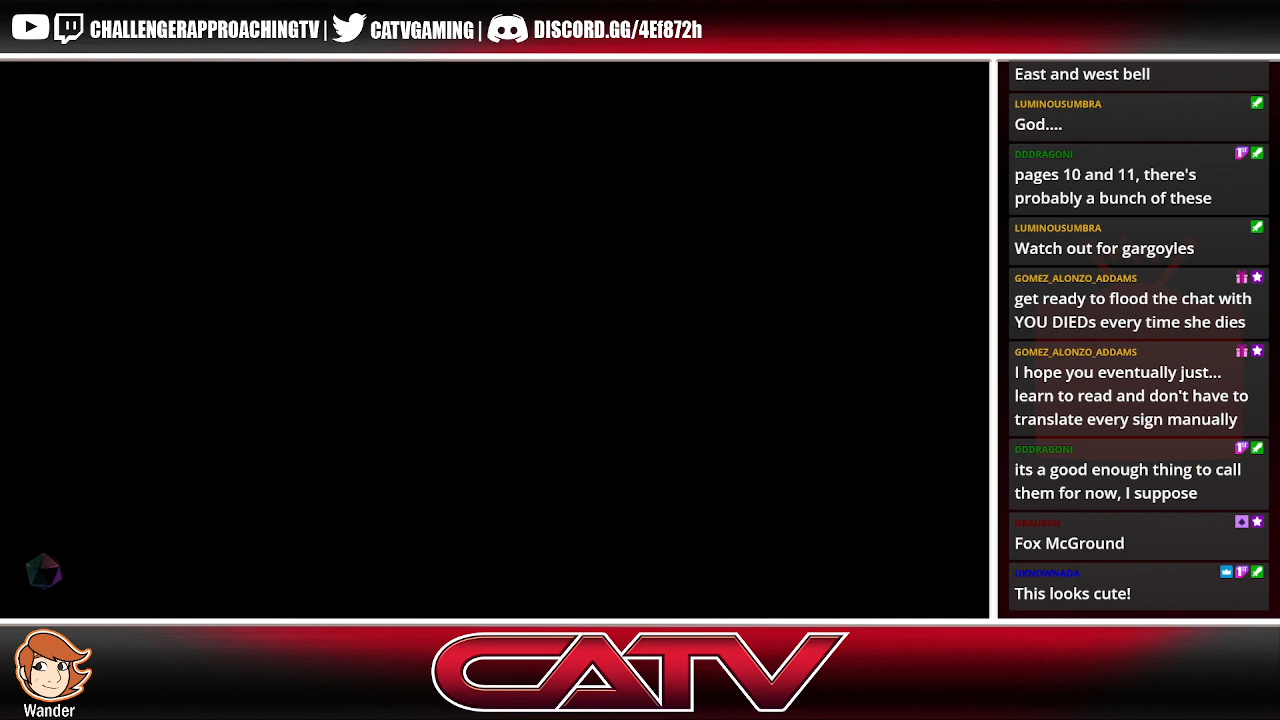 CHALLENGERAPPROACHINGTV | CATVGAMING | DISCORD.GG/4Ef872h
East and west bell
LUMINOUSUMBRA
God....
DDDRAGONI
pages 10 and 11, there's
probably a bunch of these
LUMINOUSUMBRA
Watch out for gargoyles
GOMEZ_ALONZO_ADDAMS
get ready to flood the chat with
YOU DIEDs every time she dies
GOMEZ_ALONZO_ADDAMS
I hope you eventually just...
learn to read and don't have to
translate every sign manually
DDDRAGONI
its a good enough thing to call
them for now, I suppose
Fox McGround
UKNOWNADA
This looks cute!
Wander
CATV